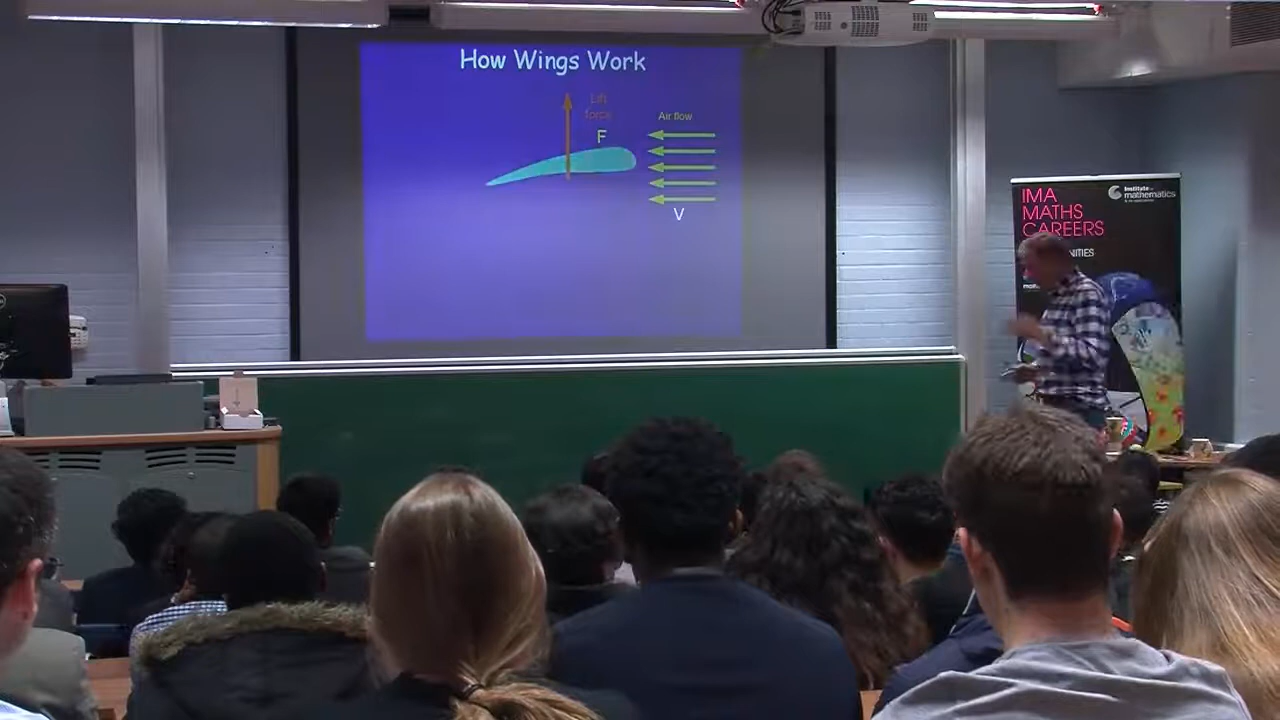 How Wings Work
Lift
force
F
Air flow
V
IMA
MATHS
CAREERS
Institute of
mathematics